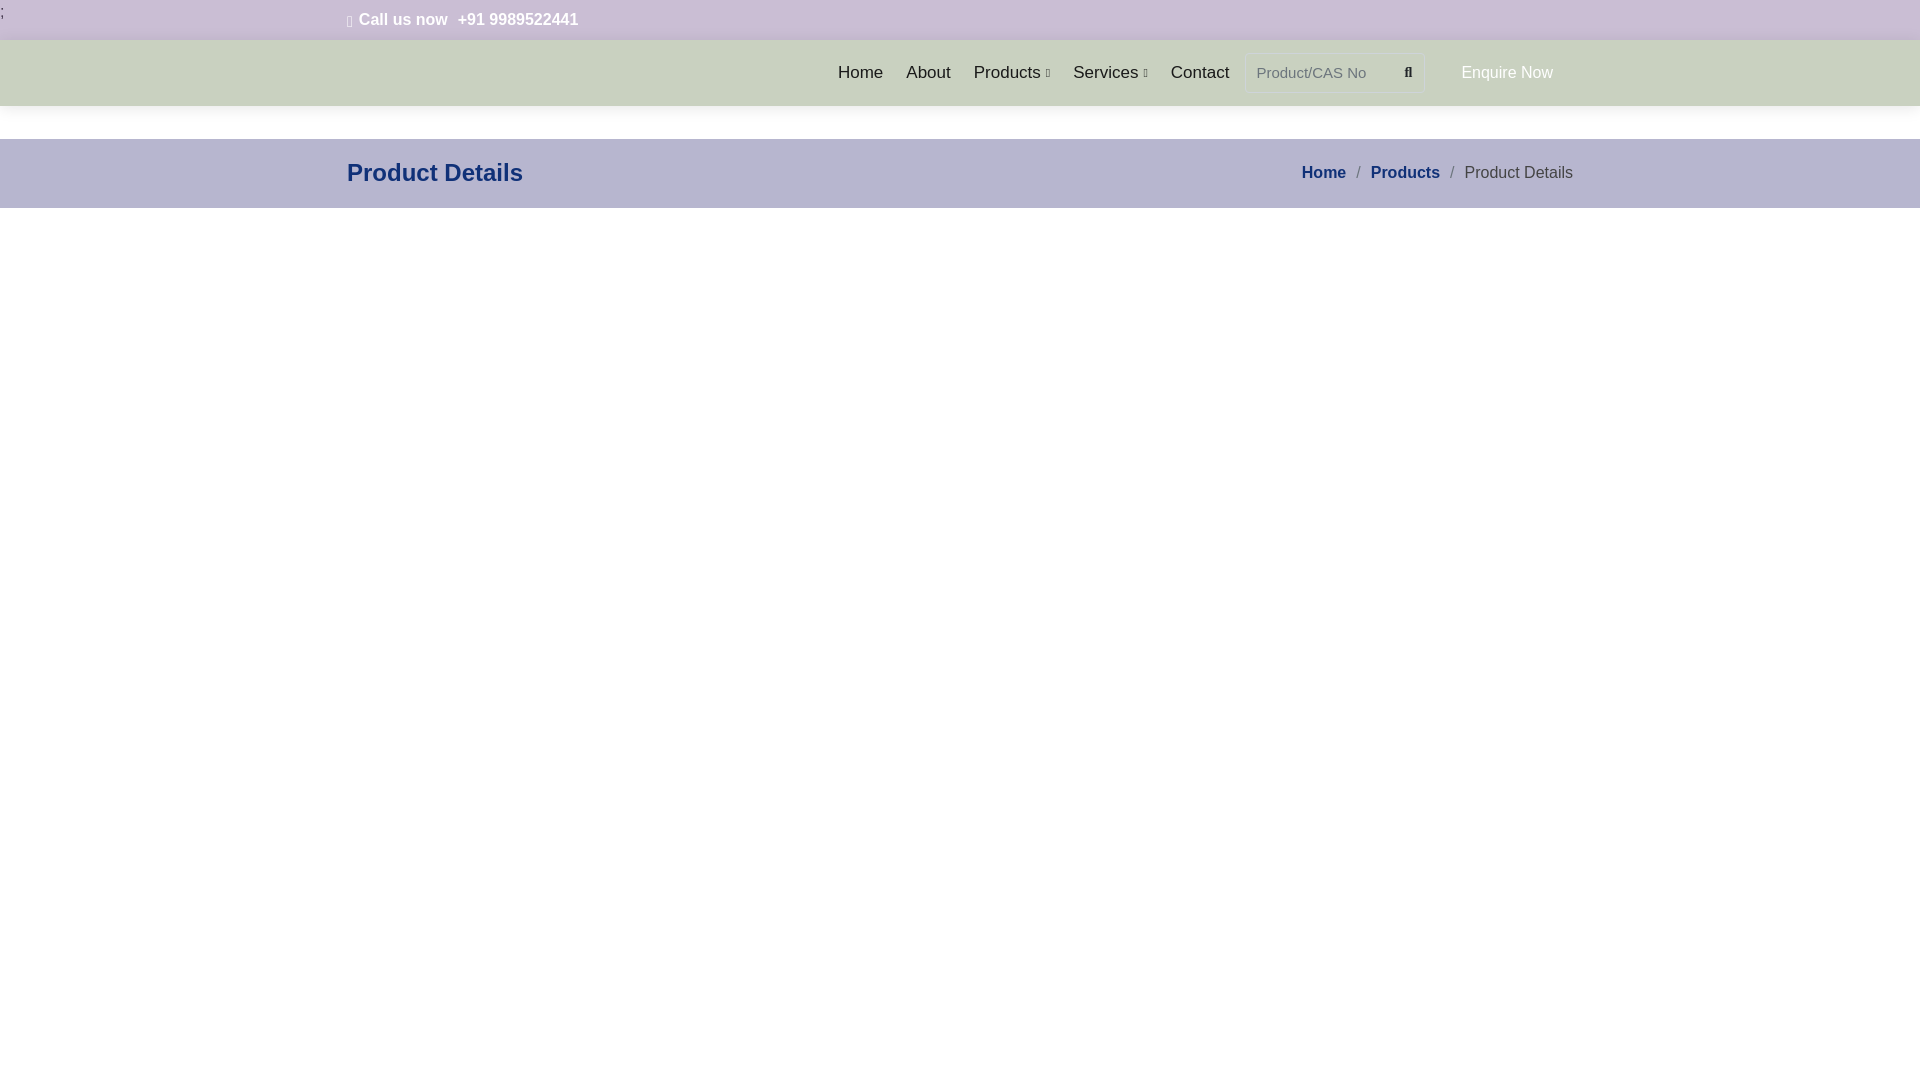 ;
Call us now +91 9989522441
Home About Products Services Contact Product/CAS No Enquire Now
Product Details Home / Products / Product Details